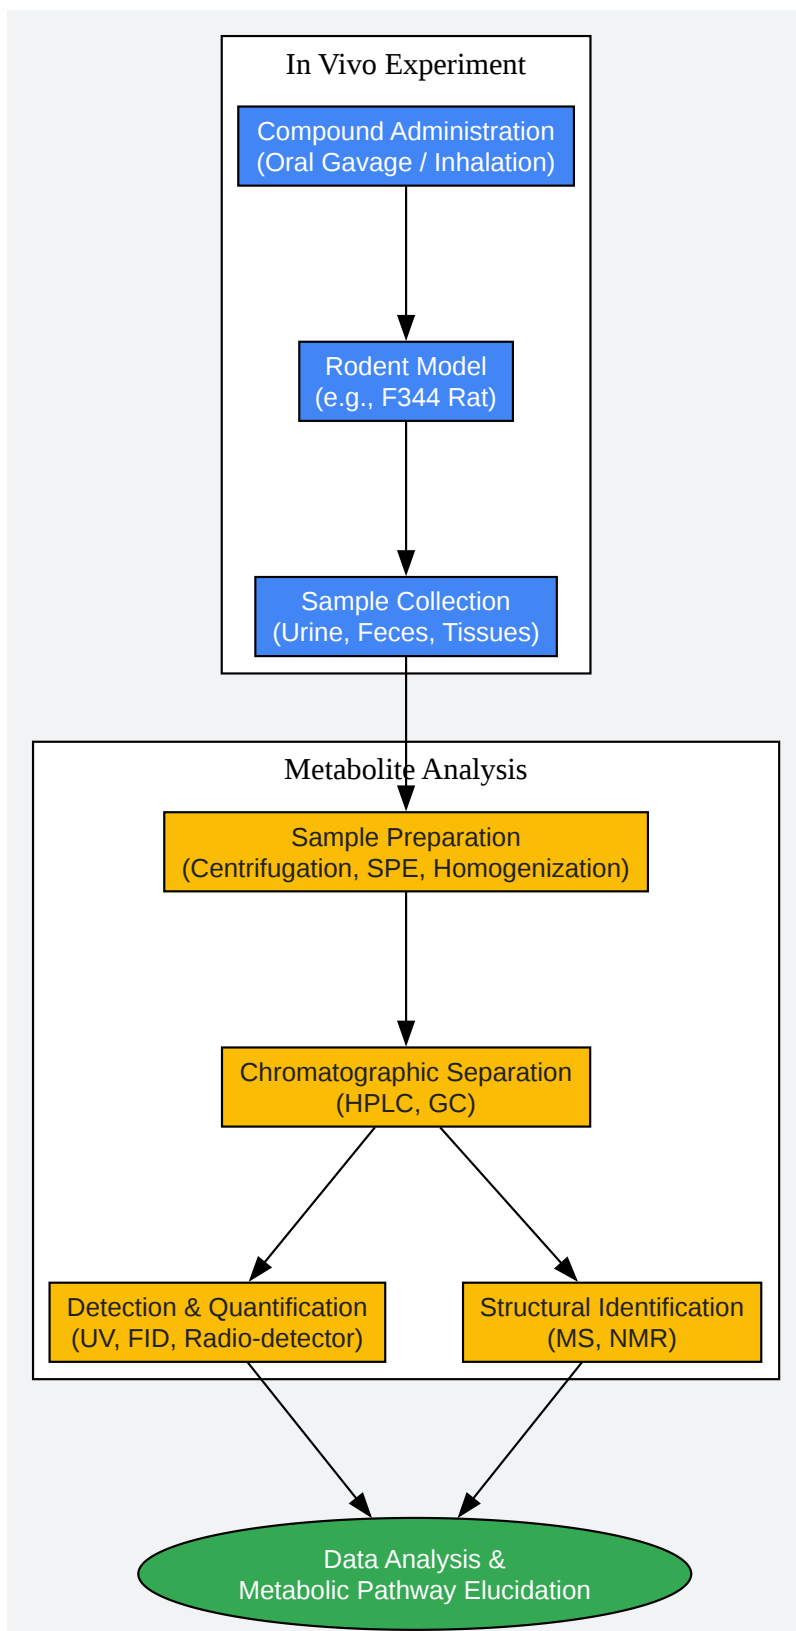 In Vivo Experiment
Compound Administration
(Oral Gavage / Inhalation)
Rodent Model
(e.g., F344 Rat)
Sample Collection
(Urine, Feces, Tissues)
Metabolite Analysis
Sample Preparation
(Centrifugation, SPE, Homogenization)
Chromatographic Separation
(HPLC, GC)
Detection & Quantification
(UV, FID, Radio-detector)
Structural Identification
(MS, NMR)
Data Analysis &
Metabolic Pathway Elucidation